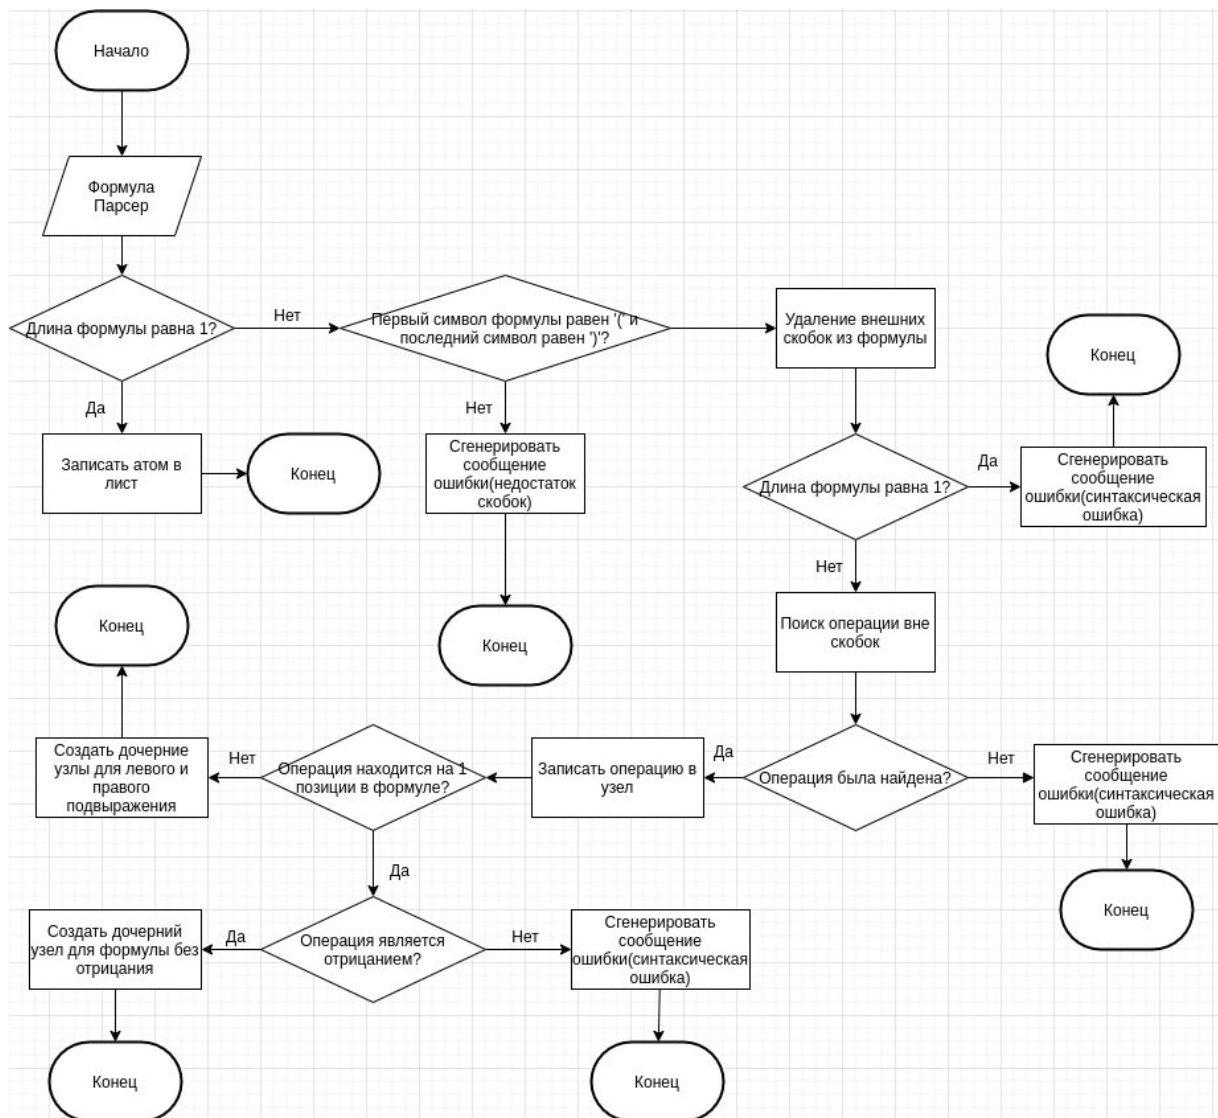 Начало
Формула
Парсер
Длина формулы равна 1?
Нет
Первый символ формулы равен '(' и
последний символ равен ')'?
Удаление внешних
скобок из формулы
Конец
Да
Записать атом в
лист
Конец
Нет
Сгенерировать
сообщение
ошибки(недостаток
скобок)
Длина формулы равна 1?
Да
Сгенерировать
сообщение
ошибки(синтаксическая
ошибка)
Нет
Конец
Конец
Поиск операции вне
скобок
Создать дочерние
узлы для левого и
правого
подвыражения
Нет
Операция находится на 1
позиции в формуле?
Записать операцию в
узел
Да
Операция была найдена?
Нет
Сгенерировать
сообщение
ошибки(синтаксическая
ошибка)
Да
Конец
Создать дочерний
узел для формулы без
отрицания
Да
Операция является
отрицанием?
Нет
Сгенерировать
сообщение
ошибки(синтаксическая
ошибка)
Конец
Конец